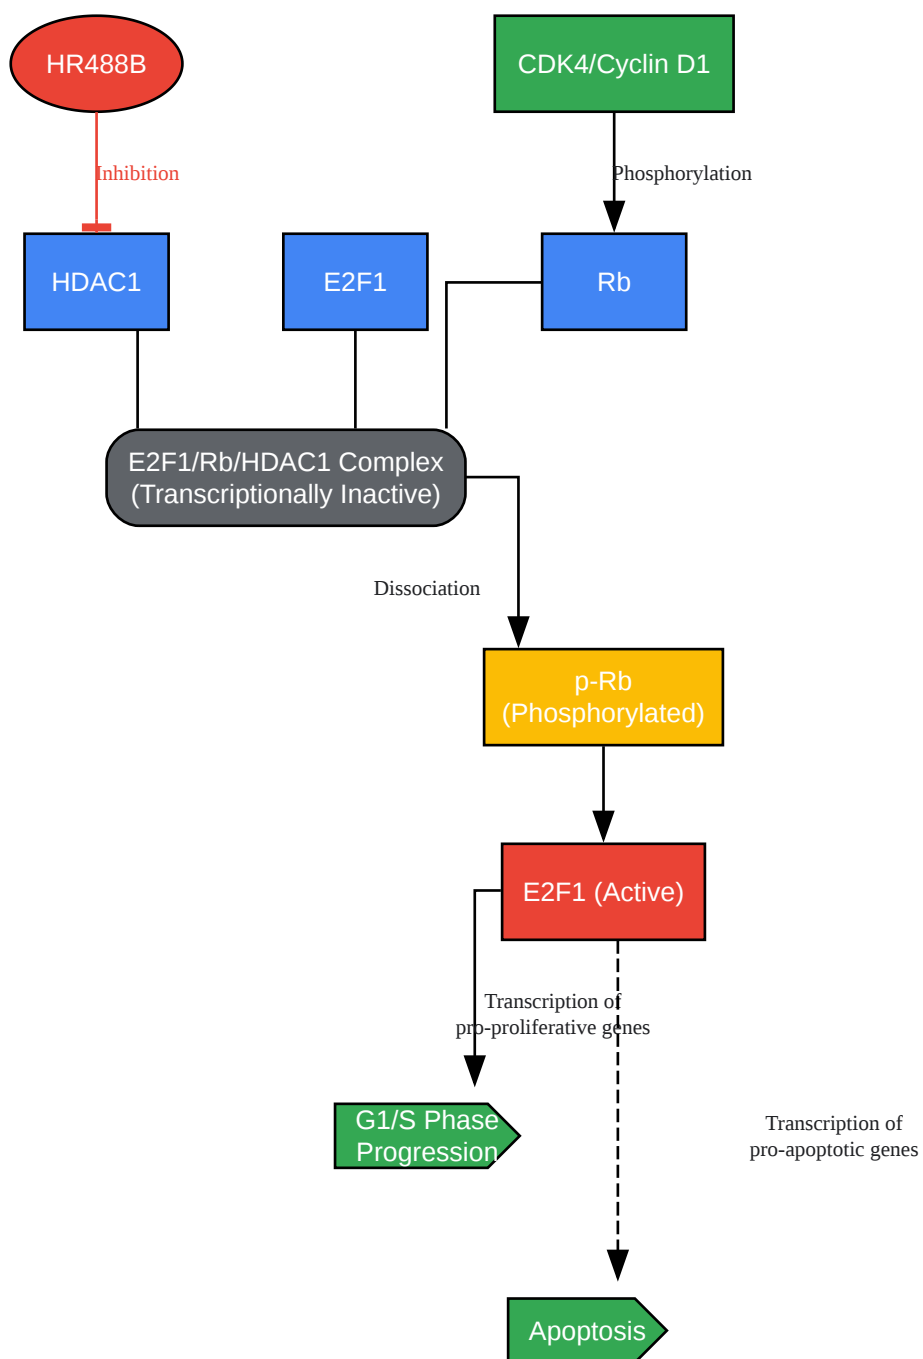 HR488B
CDK4/Cyclin D1
Inhibition
Phosphorylation
HDAC1
E2F1
Rb
E2F1/Rb/HDAC1 Complex
(Transcriptionally Inactive)
Dissociation
p-Rb
(Phosphorylated)
E2F1 (Active)
Transcription of
pro-proliferative genes
G1/S Phase
Progression
Transcription of
pro-apoptotic genes
Apoptosis